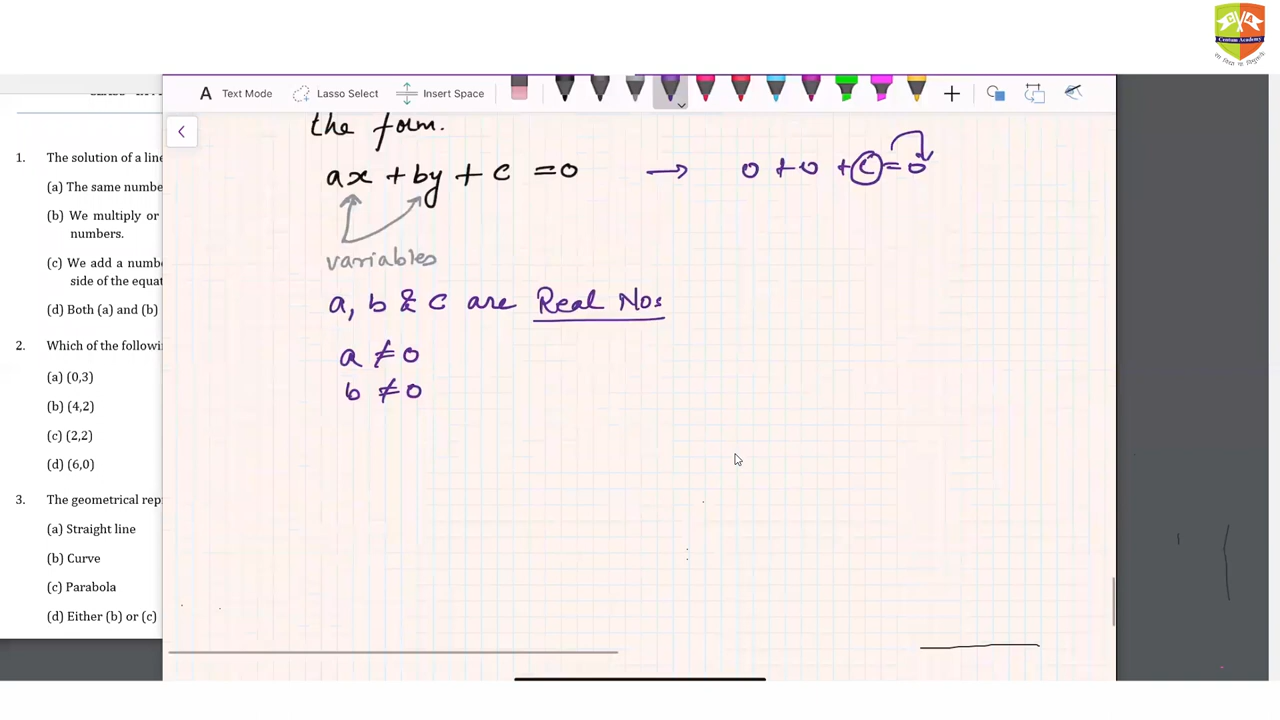 Centum Academy
A Text Mode Lasso Select Insert Space
the form.
ax + by + c = 0 → 0 + 0 + c = 0
variables
a, b & c are Real Nos
a ≠ 0
b ≠ 0
1. The solution of a line
(a) The same numbe
(b) We multiply or
numbers.
(c) We add a numb
side of the equat
(d) Both (a) and (b)
2. Which of the followi
(a) (0,3)
(b) (4,2)
(c) (2,2)
(d) (6,0)
3. The geometrical rep
(a) Straight line
(b) Curve
(c) Parabola
(d) Either (b) or (c)